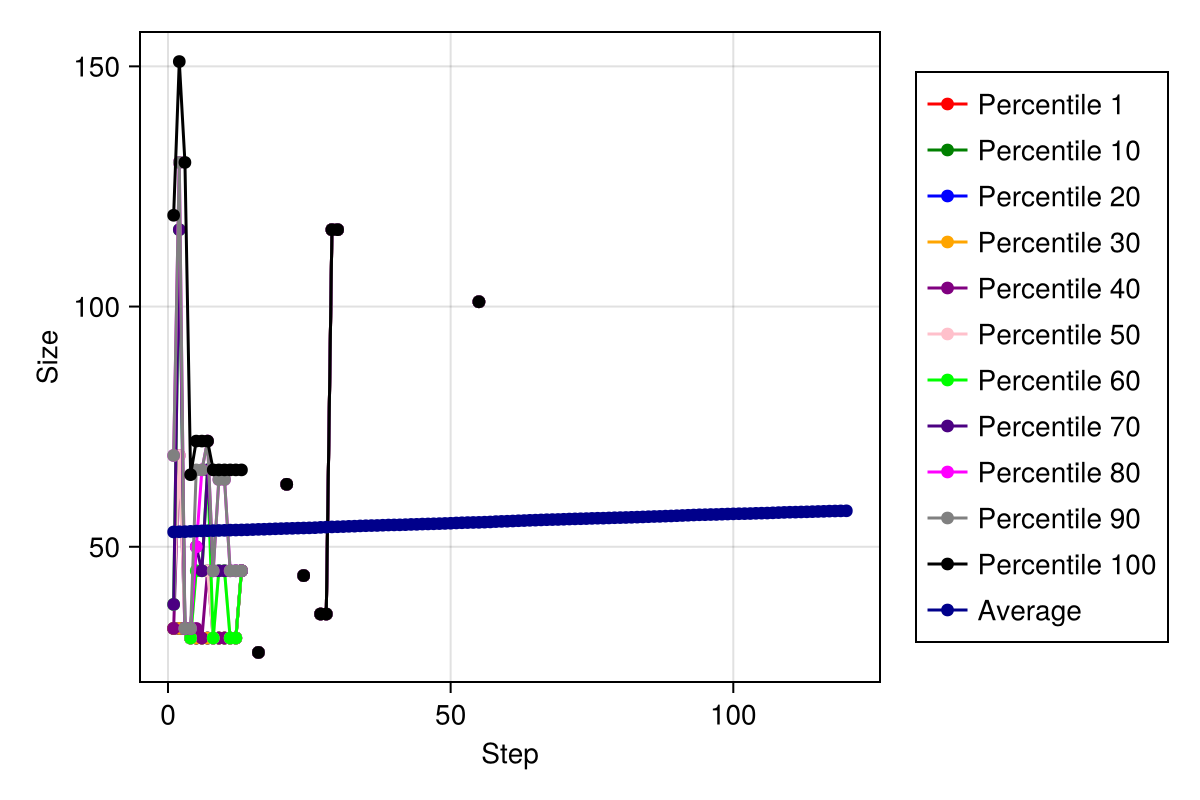 150
100
50
Size
0
50
100
Step
Percentile 1
Percentile 10
Percentile 20
Percentile 30
Percentile 40
Percentile 50
Percentile 60
Percentile 70
Percentile 80
Percentile 90
Percentile 100
Average